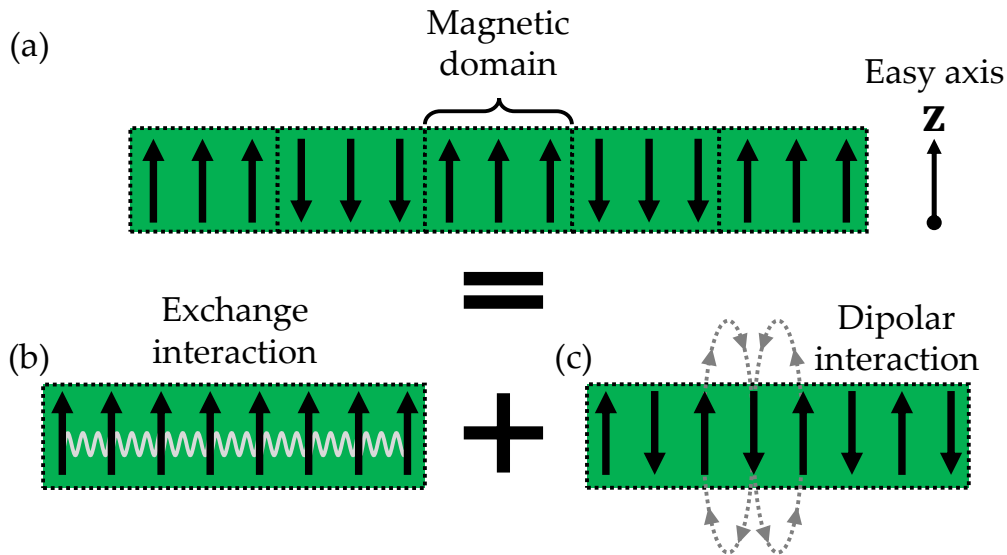 (a)
Magnetic
domain
Easy axis
z
=
Exchange
interaction
(b)
+
(c)
Dipolar
interaction